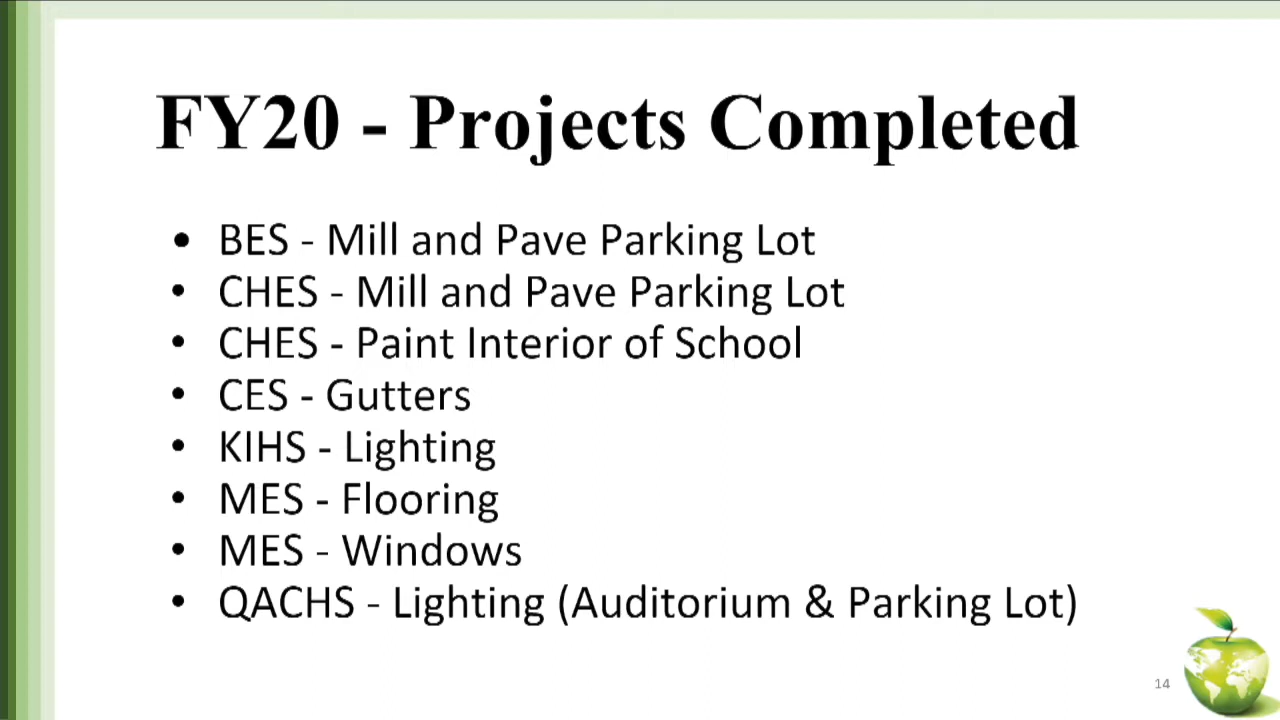 FY20 - Projects Completed
• BES - Mill and Pave Parking Lot
• CHES - Mill and Pave Parking Lot
• CHES - Paint Interior of School
• CES - Gutters
• KIHS - Lighting
• MES - Flooring
• MES - Windows
• QACHS - Lighting (Auditorium & Parking Lot)
14